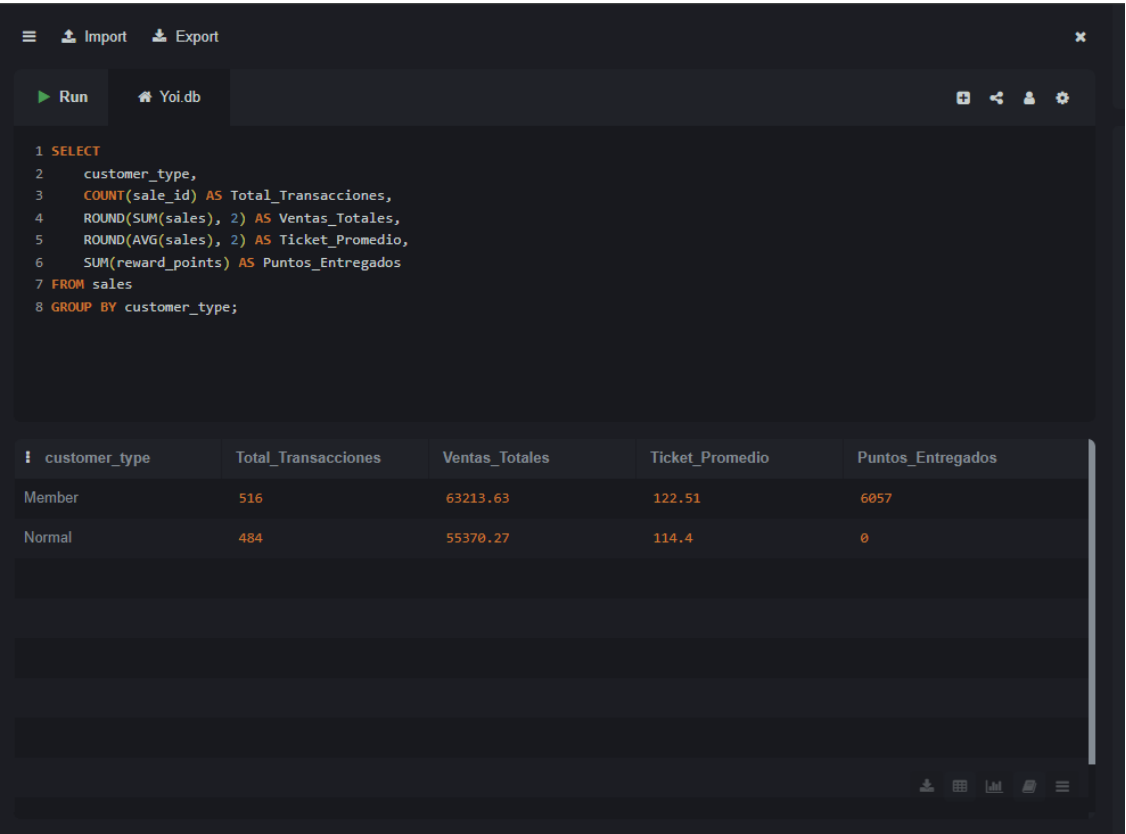 Import Export
Run Yoi.db
1 SELECT
2 customer_type,
3 COUNT(sale_id) AS Total_Transacciones,
4 ROUND(SUM(sales), 2) AS Ventas_Totales,
5 ROUND(AVG(sales), 2) AS Ticket_Promedio,
6 SUM(reward_points) AS Puntos_Entregados
7 FROM sales
8 GROUP BY customer_type;
customer_type Total_Transacciones Ventas_Totales Ticket_Promedio Puntos_Entregados
Member 516 63213.63 122.51 6057
Normal 484 55370.27 114.4 0